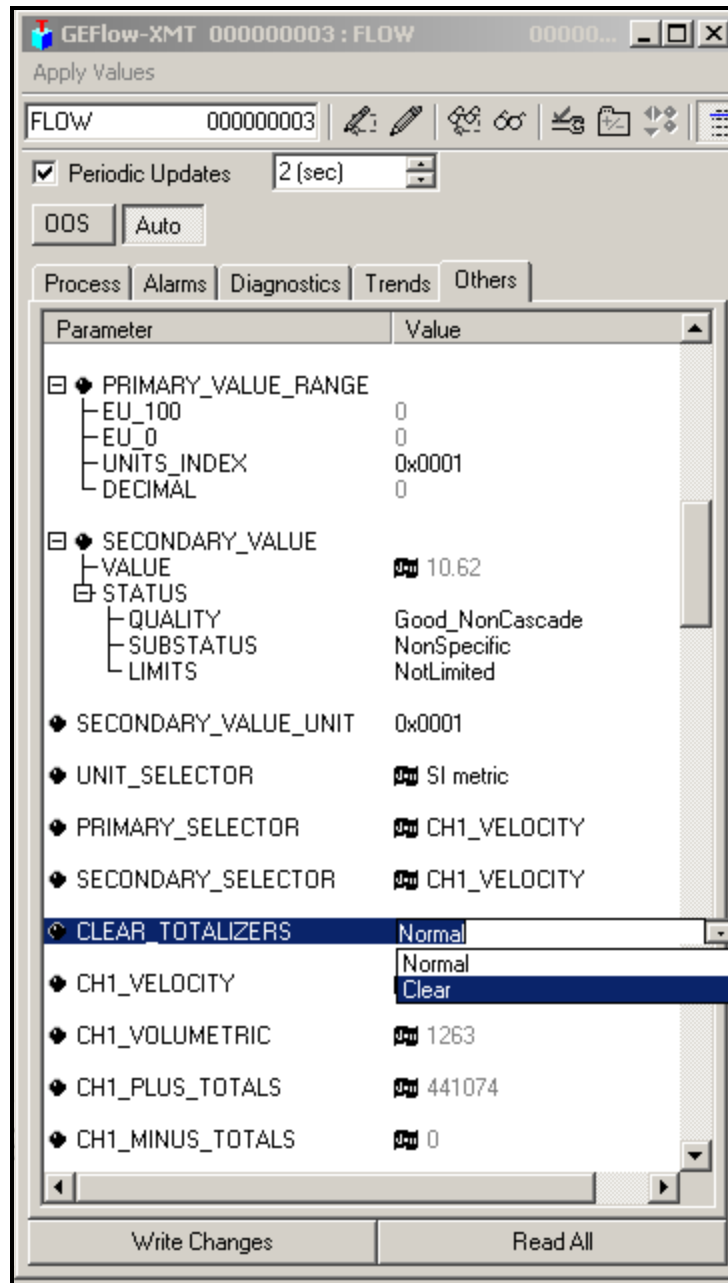 GEFlow-XMT 000000003 : FLOW 00000...
Apply Values
FLOW 000000003
Periodic Updates 2 (sec)
OOS Auto
Process Alarms Diagnostics Trends Others
Parameter Value
PRIMARY_VALUE_RANGE
EU_100 0
EU_0 0
UNITS_INDEX 0x0001
DECIMAL 0
SECONDARY_VALUE
VALUE 10.62
STATUS
QUALITY Good_NonCascade
SUBSTATUS NonSpecific
LIMITS NotLimited
SECONDARY_VALUE_UNIT 0x0001
UNIT_SELECTOR SI metric
PRIMARY_SELECTOR CH1_VELOCITY
SECONDARY_SELECTOR CH1_VELOCITY
CLEAR_TOTALIZERS Normal
Normal
CH1_VELOCITY Clear
CH1_VOLUMETRIC 1263
CH1_PLUS_TOTALS 441074
CH1_MINUS_TOTALS 0
Write Changes Read All